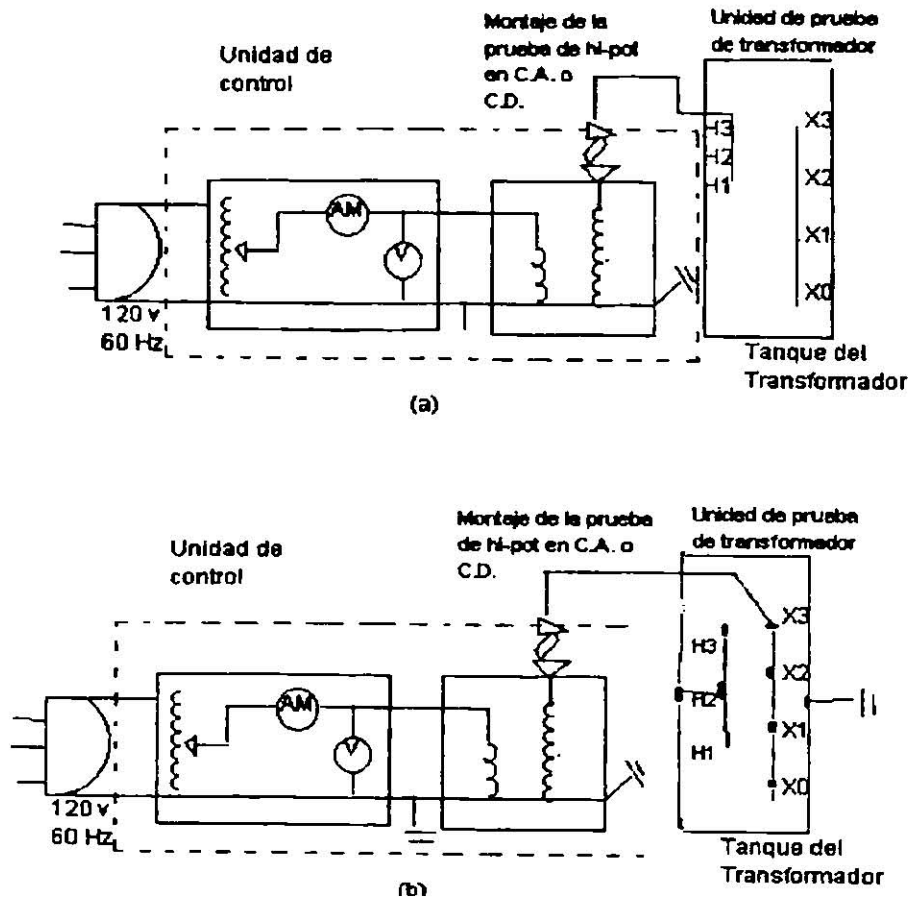 Unidad de
control
Montaje de la
prueba de hi-pot
en C.A. o
C.D.
Unidad de prueba
de transformador
AM
V
120 v
60 Hz
H3
H2
H1
X3
X2
X1
X0
Tanque del
Transformador
(a)
Unidad de
control
Montaje de la prueba
de hi-pot en C.A. o
C.D.
Unidad de prueba
de transformador
AM
V
120 v
60 Hz
H3
H2
H1
X3
X2
X1
X0
Tanque del
Transformador
(b)